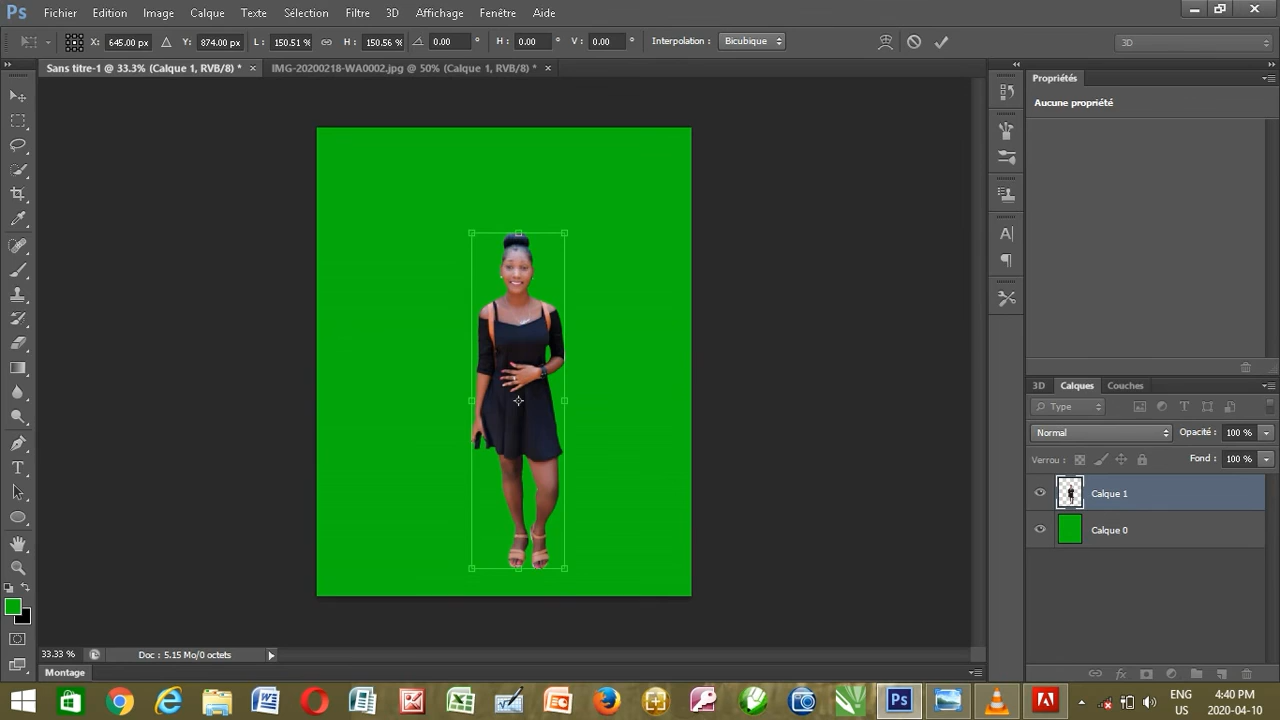 Ps Fichier Edition Image Calque Texte Sélection Filtre 3D Affichage Fenêtre Aide
X: 645.00 px Y: 874.00 px L: 150.51 % H: 150.56 % 0.00 ° H: 0.00 ° V: 0.00 ° Interpolation : Bicubique 3D
Sans titre-1 @ 33.3% (Calque 1, RVB/8) * IMG-20200218-WA0002.jpg @ 50% (Calque 1, RVB/8) *
Propriétés
Aucune propriété
3D Calques Couches
Type
Normal Opacité : 100 %
Verrou : Fond : 100 %
Calque 1
Calque 0
33.33 % Doc : 5.15 Mo/0 octets
Montage
ENG 4:40 PM
US 2020-04-10